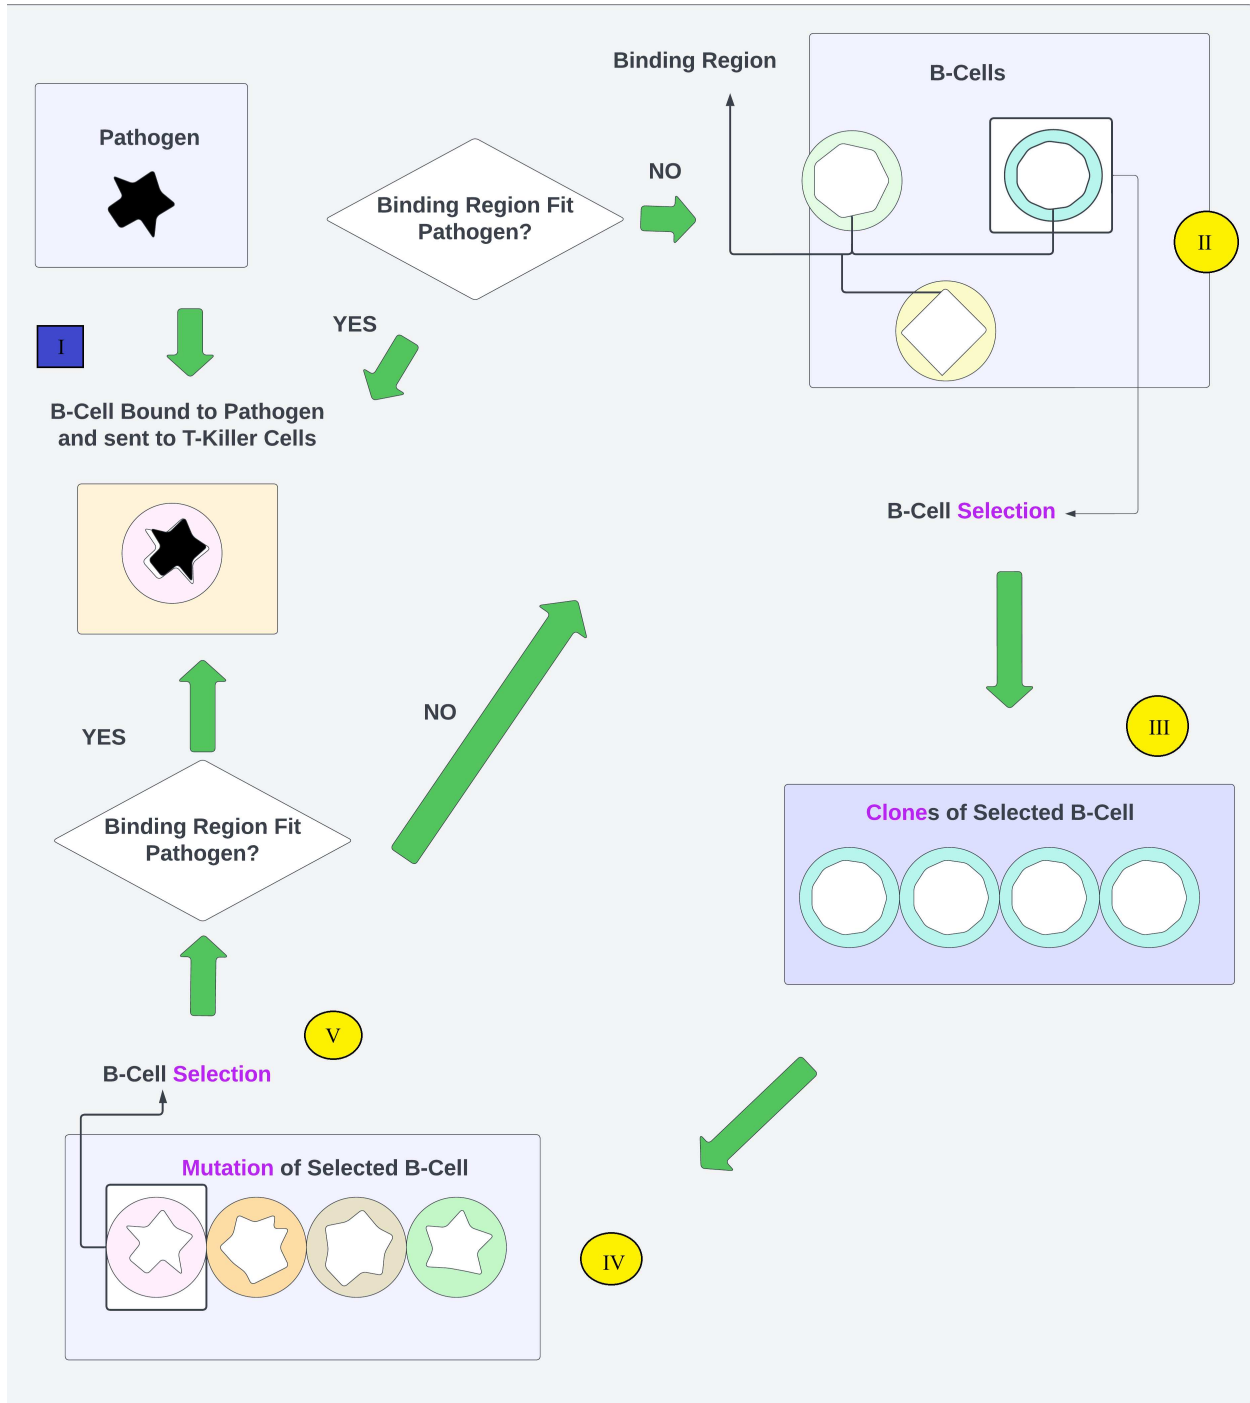 Pathogen
Binding Region Fit
Pathogen?
NO
YES
Binding Region
B-Cells
II
I
B-Cell Bound to Pathogen
and sent to T-Killer Cells
B-Cell Selection
III
Clones of Selected B-Cell
NO
YES
Binding Region Fit
Pathogen?
V
B-Cell Selection
Mutation of Selected B-Cell
IV